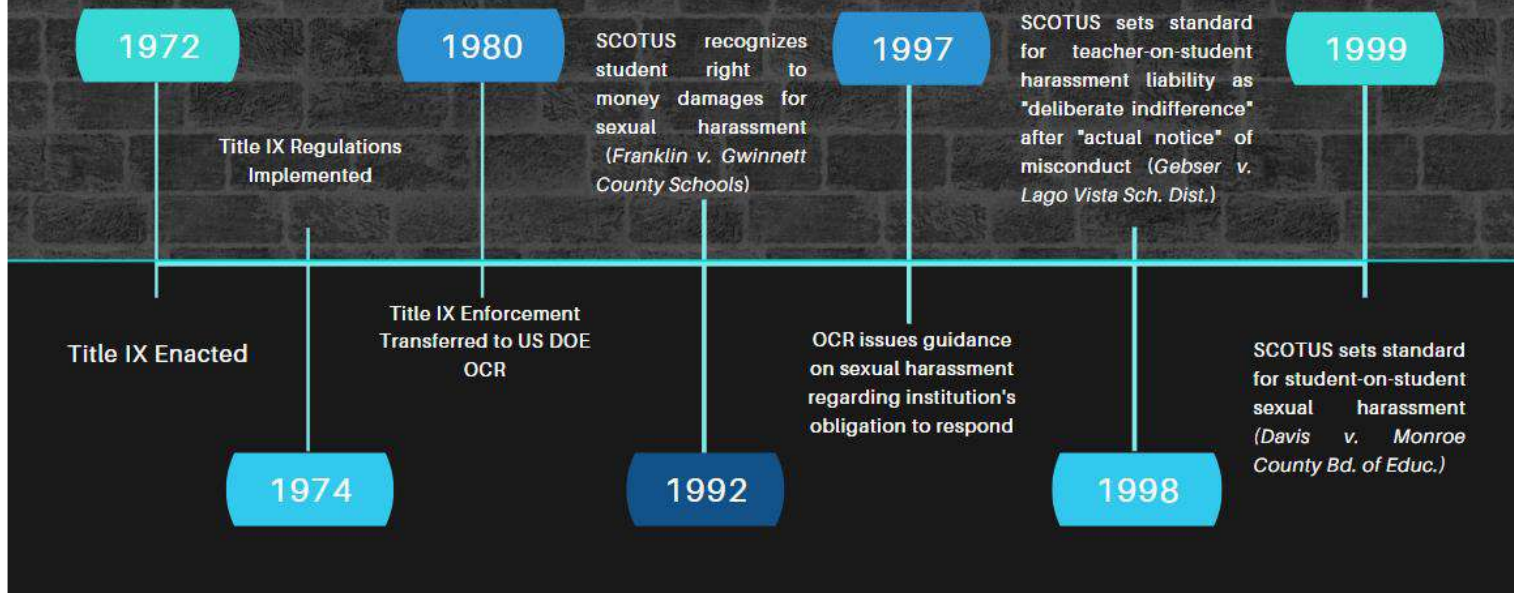 1972
Title IX Enacted
Title IX Regulations
Implemented
1974
1980
Title IX Enforcement
Transferred to US DOE
OCR
SCOTUS recognizes
student right to
money damages for
sexual harassment
(Franklin v. Gwinnett
County Schools)
1992
1997
OCR issues guidance
on sexual harassment
regarding institution's
obligation to respond
SCOTUS sets standard
for teacher-on-student
harassment liability as
"deliberate indifference"
after "actual notice" of
misconduct (Gebser v.
Lago Vista Sch. Dist.)
1998
1999
SCOTUS sets standard
for student-on-student
sexual harassment
(Davis v. Monroe
County Bd. of Educ.)